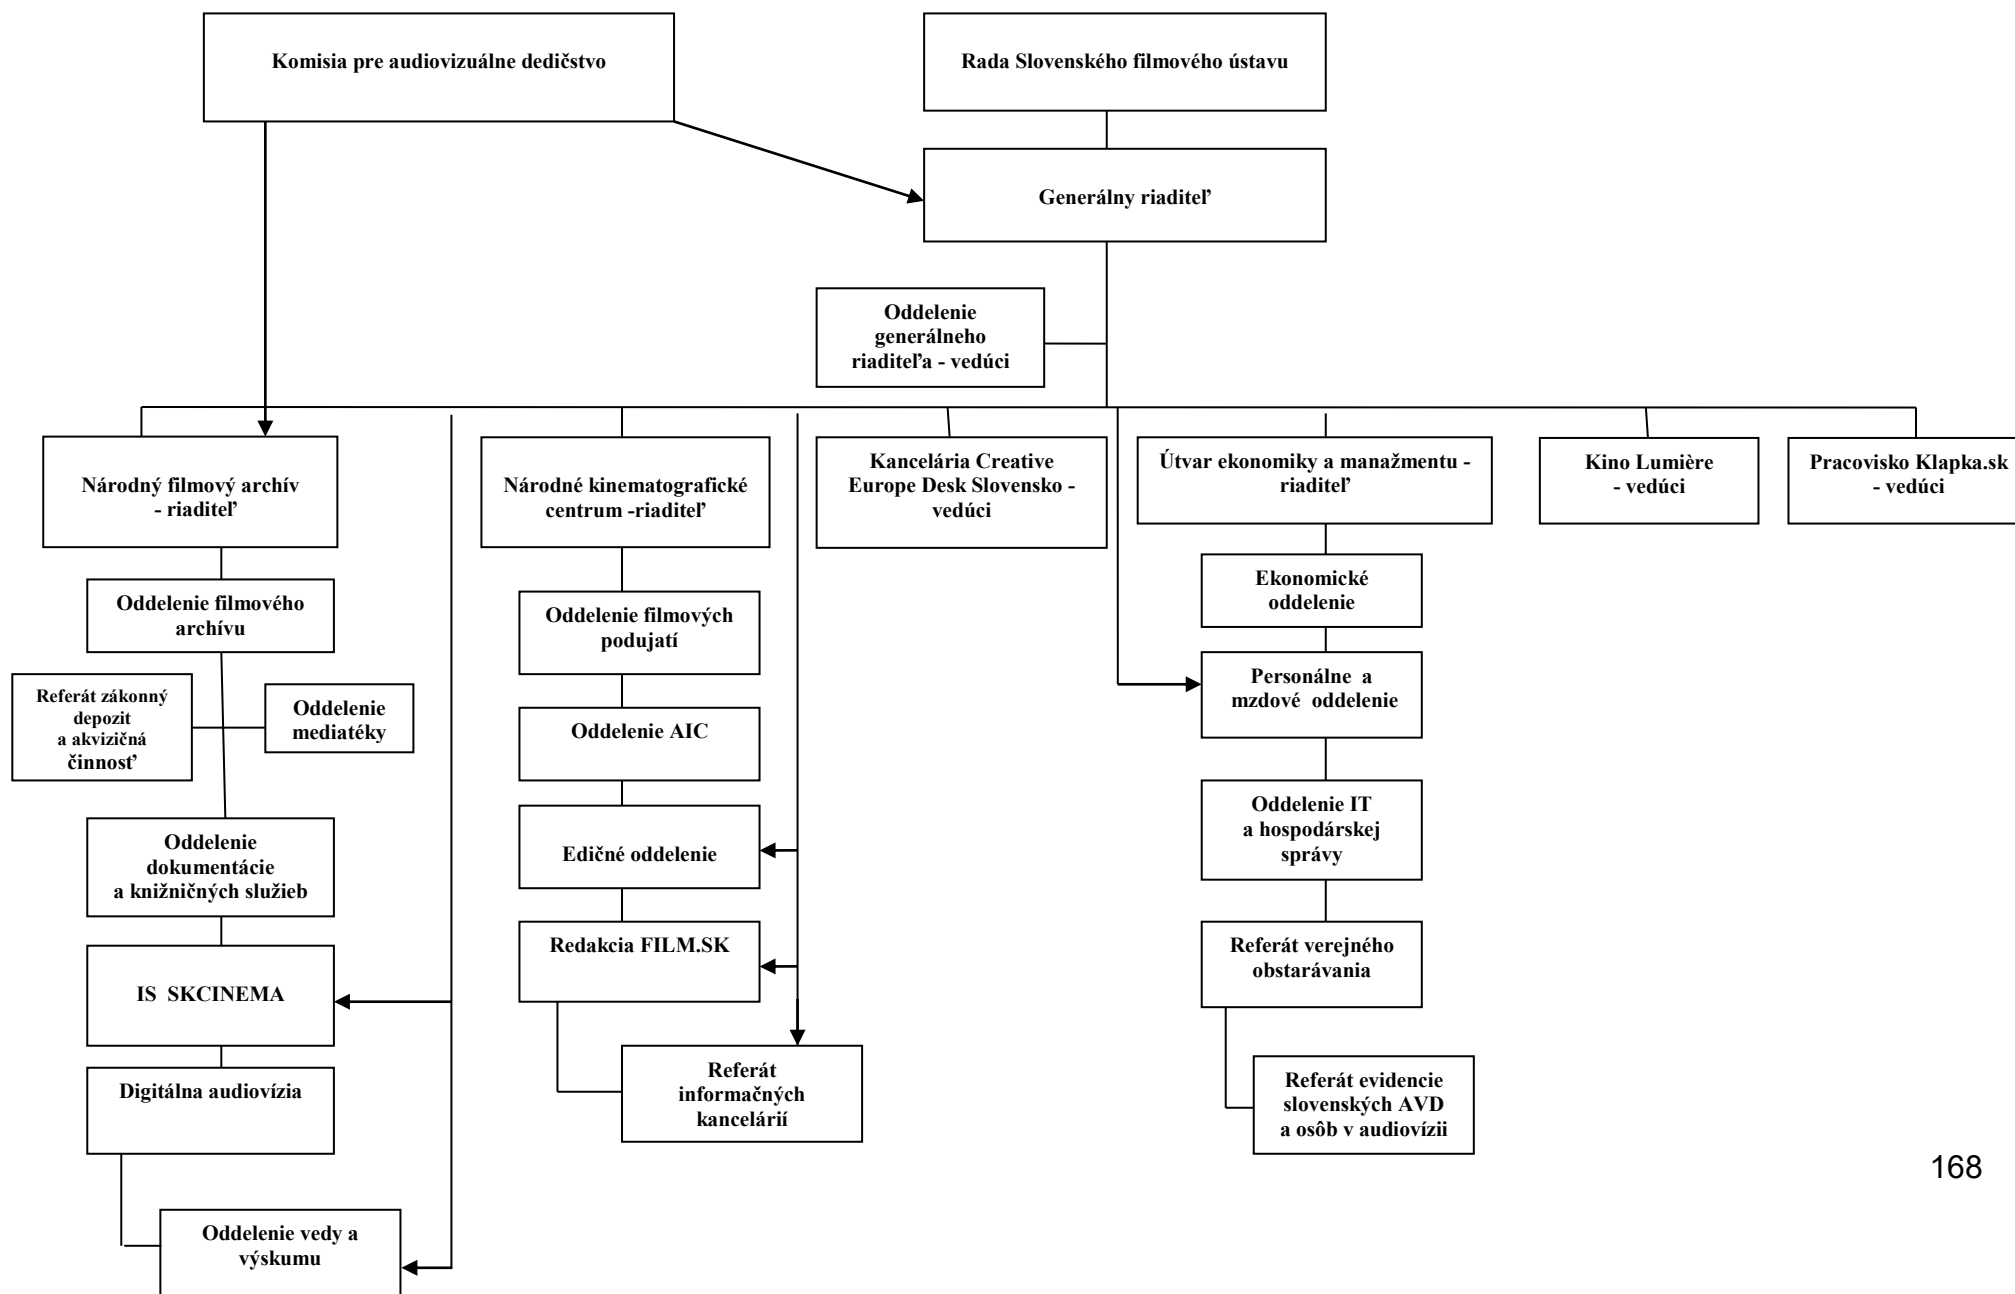 Komisia pre audiovizuálne dedičstvo
Rada Slovenského filmového ústavu
Generálny riaditeľ
Oddelenie
generálneho
riaditeľa - vedúci
Národný filmový archív
- riaditeľ
Národné kinematografické
centrum -riaditeľ
Kancelária Creative
Europe Desk Slovensko -
vedúci
Útvar ekonomiky a manažmentu -
riaditeľ
Kino Lumière
- vedúci
Pracovisko Klapka.sk
- vedúci
Oddelenie filmového
archívu
Referát zákonný
depozit
a akvizičná
činnosť
Oddelenie
mediatéky
Oddelenie
dokumentácie
a knižničných služieb
IS SKCINEMA
Digitálna audiovízia
Oddelenie vedy a
výskumu
Oddelenie filmových
podujatí
Oddelenie AIC
Edičné oddelenie
Redakcia FILM.SK
Referát
informačných
kancelárií
Ekonomické
oddelenie
Personálne a
mzdové oddelenie
Oddelenie IT
a hospodárskej
správy
Referát verejného
obstarávania
Referát evidencie
slovenských AVD
a osôb v audiovízii
168